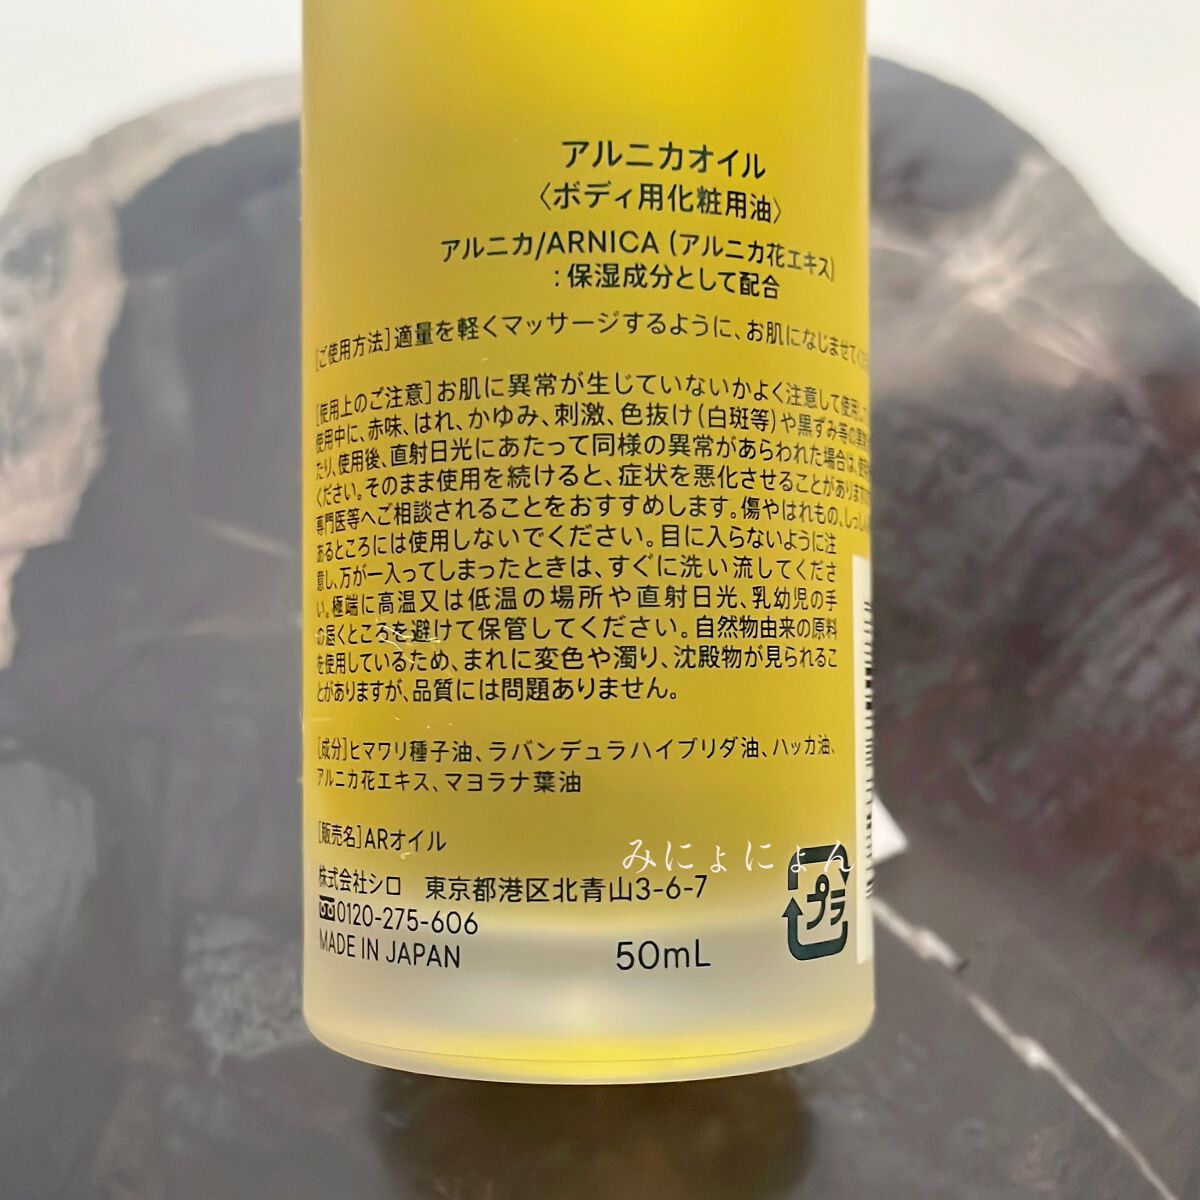 アルニカオイル
〈ボディ用化粧用油〉
アルニカ/ARNICA (アルニカ花エキス)
:保湿成分として配合
[ご使用方法]適量を軽くマッサージするように、お肌になじませてくだ
[使用上のご注意]お肌に異常が生じていないかよく注意して使用し
使用中に、赤味、はれ、かゆみ、刺激、色抜け(白斑等)や黒ずみ等の異常
たり、使用後、直射日光にあたって同様の異常があらわれた場合は、使用
ください。そのまま使用を続けると、症状を悪化させることがあります
専門医等へご相談されることをおすすめします。傷やはれもの、しっしん
あるところには使用しないでください。目に入らないように注
意し、万が一入ってしまったときは、すぐに洗い流してくださ
い。極端に高温又は低温の場所や直射日光、乳幼児の手
の届くところを避けて保管してください。自然物由来の原料
を使用しているため、まれに変色や濁り、沈殿物が見られるこ
とがありますが、品質には問題ありません。
[成分]ヒマワリ種子油、ラバンデュラハイブリダ油、ハッカ油、
アルニカ花エキス、マヨラナ葉油
[販売名]ARオイル
みにょにょん
株式会社シロ 東京都港区北青山3-6-7
0120-275-606
MADE IN JAPAN 50mL
プラ